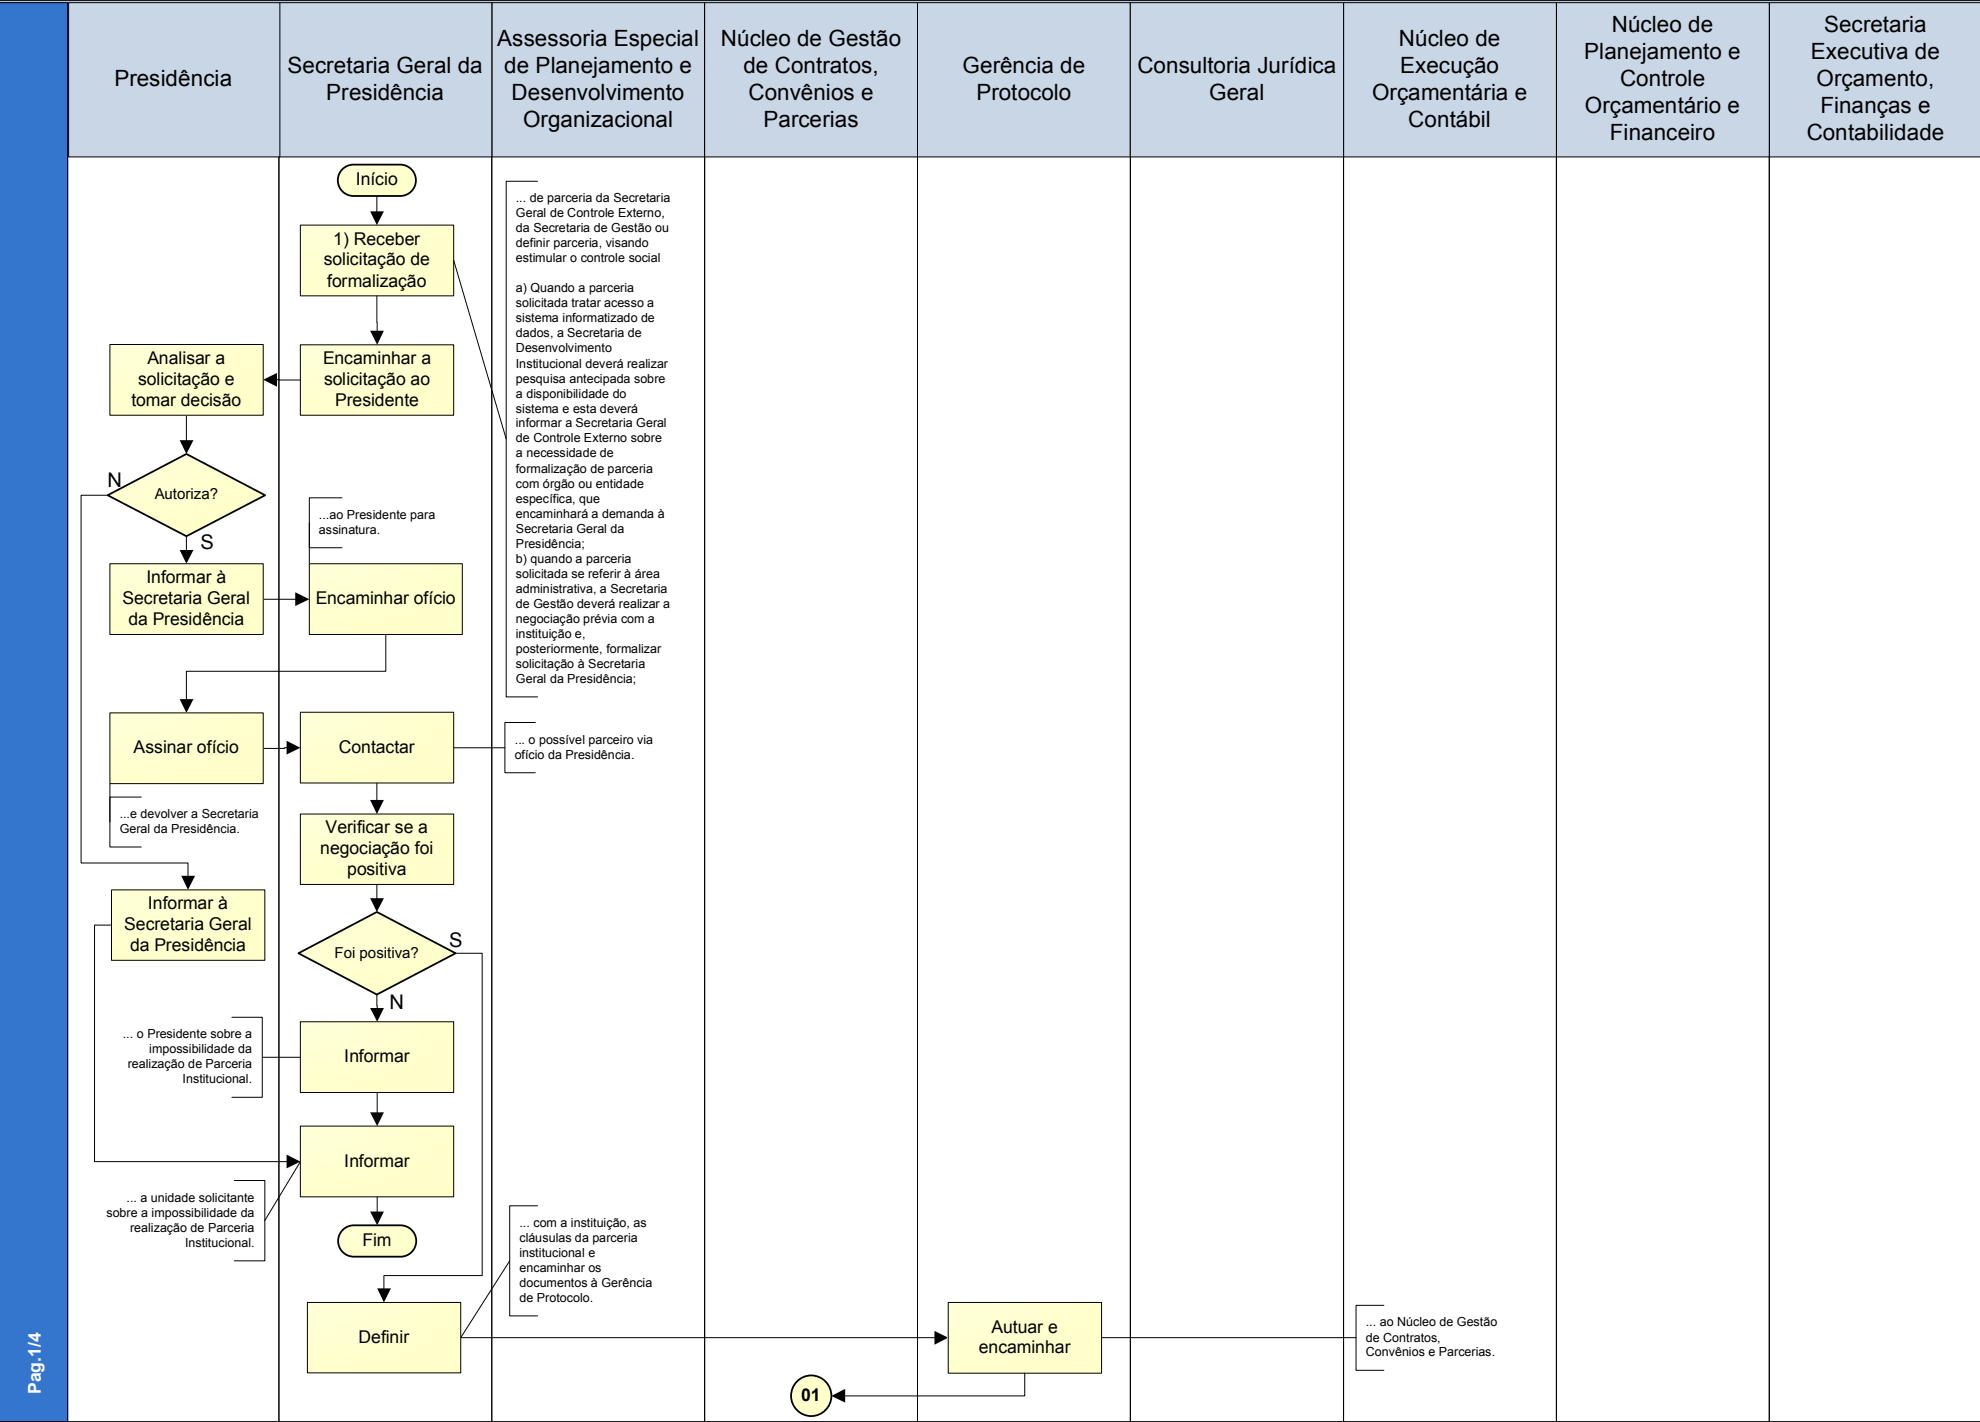 Presidência
Secretaria Geral da
Presidência
Assessoria Especial
de Planejamento e
Desenvolvimento
Organizacional
Núcleo de Gestão
de Contratos,
Convênios e
Parcerias
Gerência de
Protocolo
Consultoria Jurídica
Geral
Núcleo de
Execução
Orçamentária e
Contábil
Núcleo de
Planejamento e
Controle
Orçamentário e
Financeiro
Secretaria
Executiva de
Orçamento,
Finanças e
Contabilidade
Início
1) Receber
solicitação de
formalização
... de parceria da Secretaria
Geral de Controle Externo,
da Secretaria de Gestão ou
definir parceria, visando
estimular o controle social
a) Quando a parceria
solicitada tratar acesso a
sistema informatizado de
dados, a Secretaria de
Desenvolvimento
Institucional deverá realizar
pesquisa antecipada sobre
a disponibilidade do
sistema e esta deverá
informar a Secretaria Geral
de Controle Externo sobre
a necessidade de
formalização de parceria
com órgão ou entidade
específica, que
encaminhará a demanda à
Secretaria Geral da
Presidência;
b) quando a parceria
solicitada se referir à área
administrativa, a Secretaria
de Gestão deverá realizar a
negociação prévia com a
instituição e,
posteriormente, formalizar
solicitação à Secretaria
Geral da Presidência;
Encaminhar a
solicitação ao
Presidente
Analisar a
solicitação e
tomar decisão
N
Autoriza?
S
...ao Presidente para
assinatura.
Informar à
Secretaria Geral
da Presidência
Encaminhar ofício
Assinar ofício
Contactar
... o possível parceiro via
ofício da Presidência.
...e devolver a Secretaria
Geral da Presidência.
Verificar se a
negociação foi
positiva
Informar à
Secretaria Geral
da Presidência
Foi positiva?
S
N
... o Presidente sobre a
impossibilidade da
realização de Parceria
Institucional.
Informar
Informar
... a unidade solicitante
sobre a impossibilidade da
realização de Parceria
Institucional.
Fim
... com a instituição, as
cláusulas da parceria
institucional e
encaminhar os
documentos à Gerência
de Protocolo.
Definir
Autuar e
encaminhar
... ao Núcleo de Gestão
de Contratos,
Convênios e Parcerias.
01
Pag.1/4